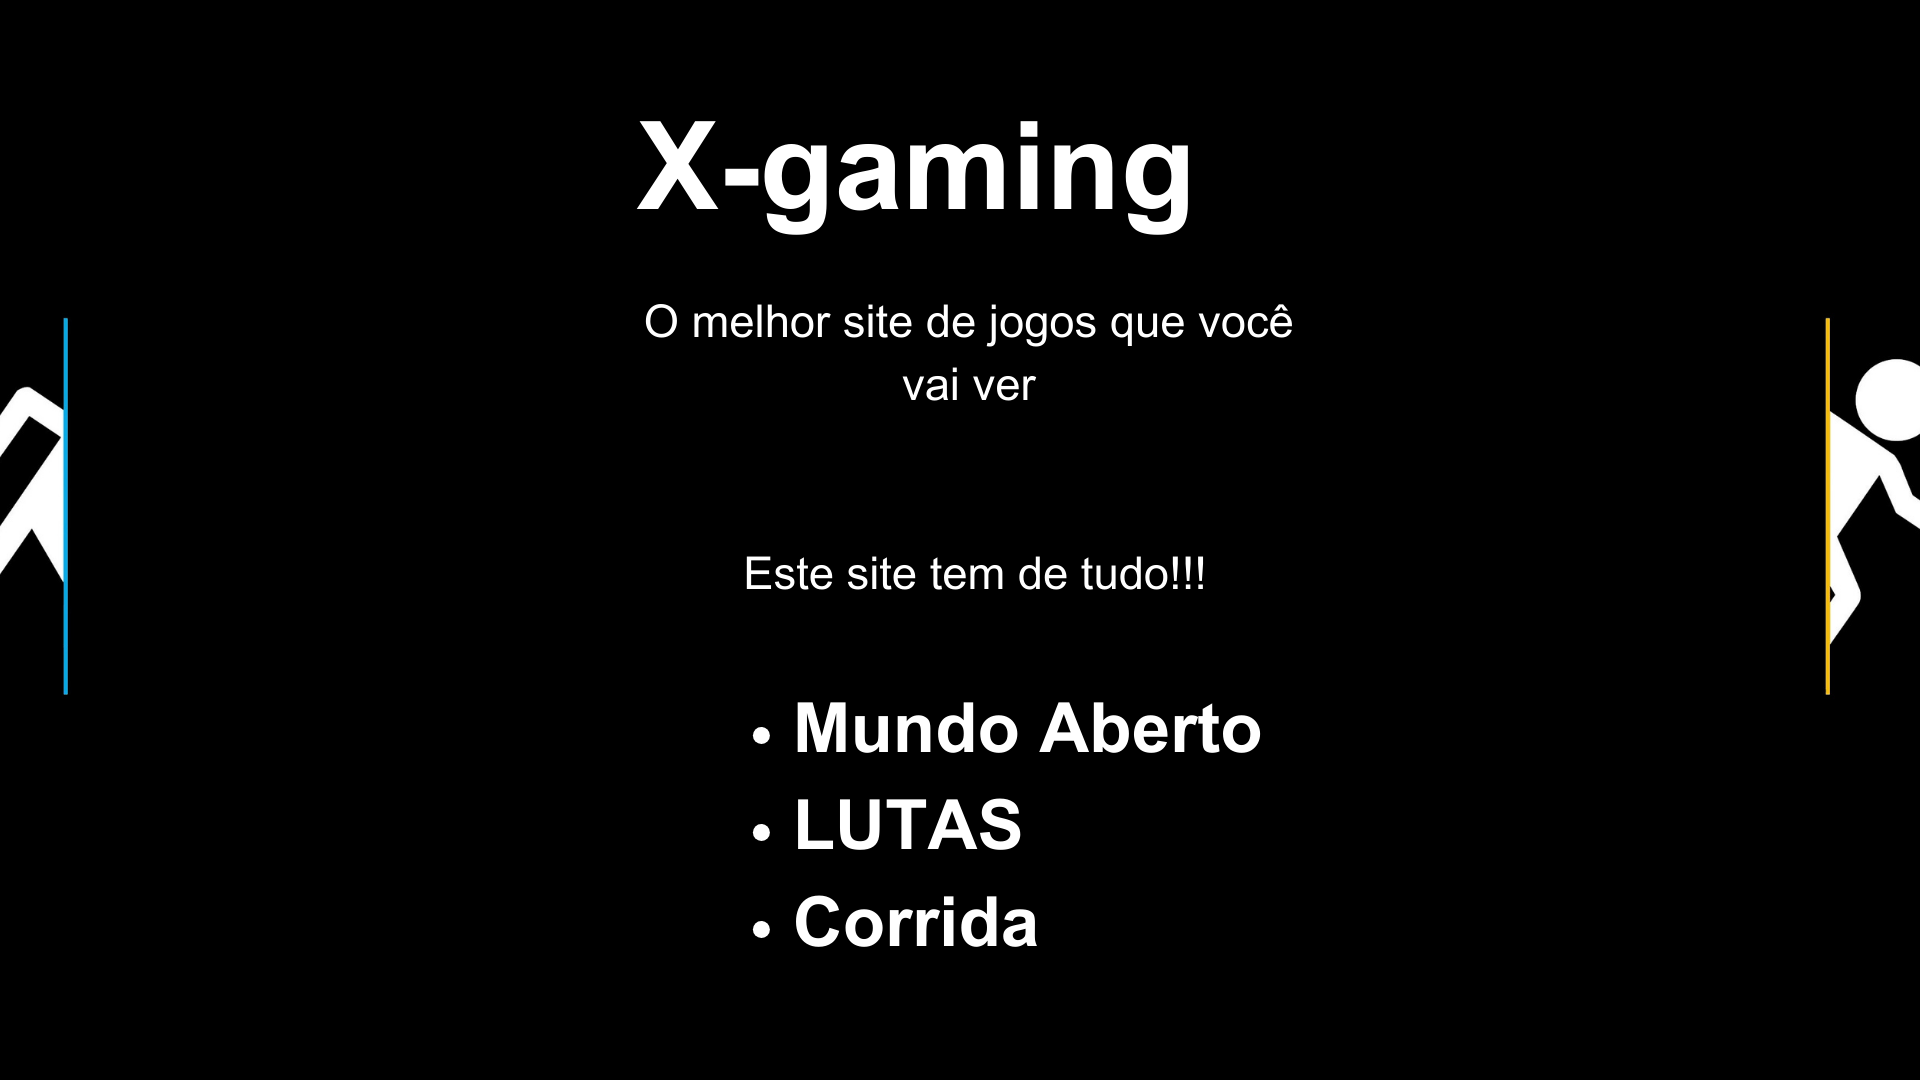 X-gaming
O melhor site de jogos que você
vai ver
Este site tem de tudo!!!
• Mundo Aberto
• LUTAS
• Corrida